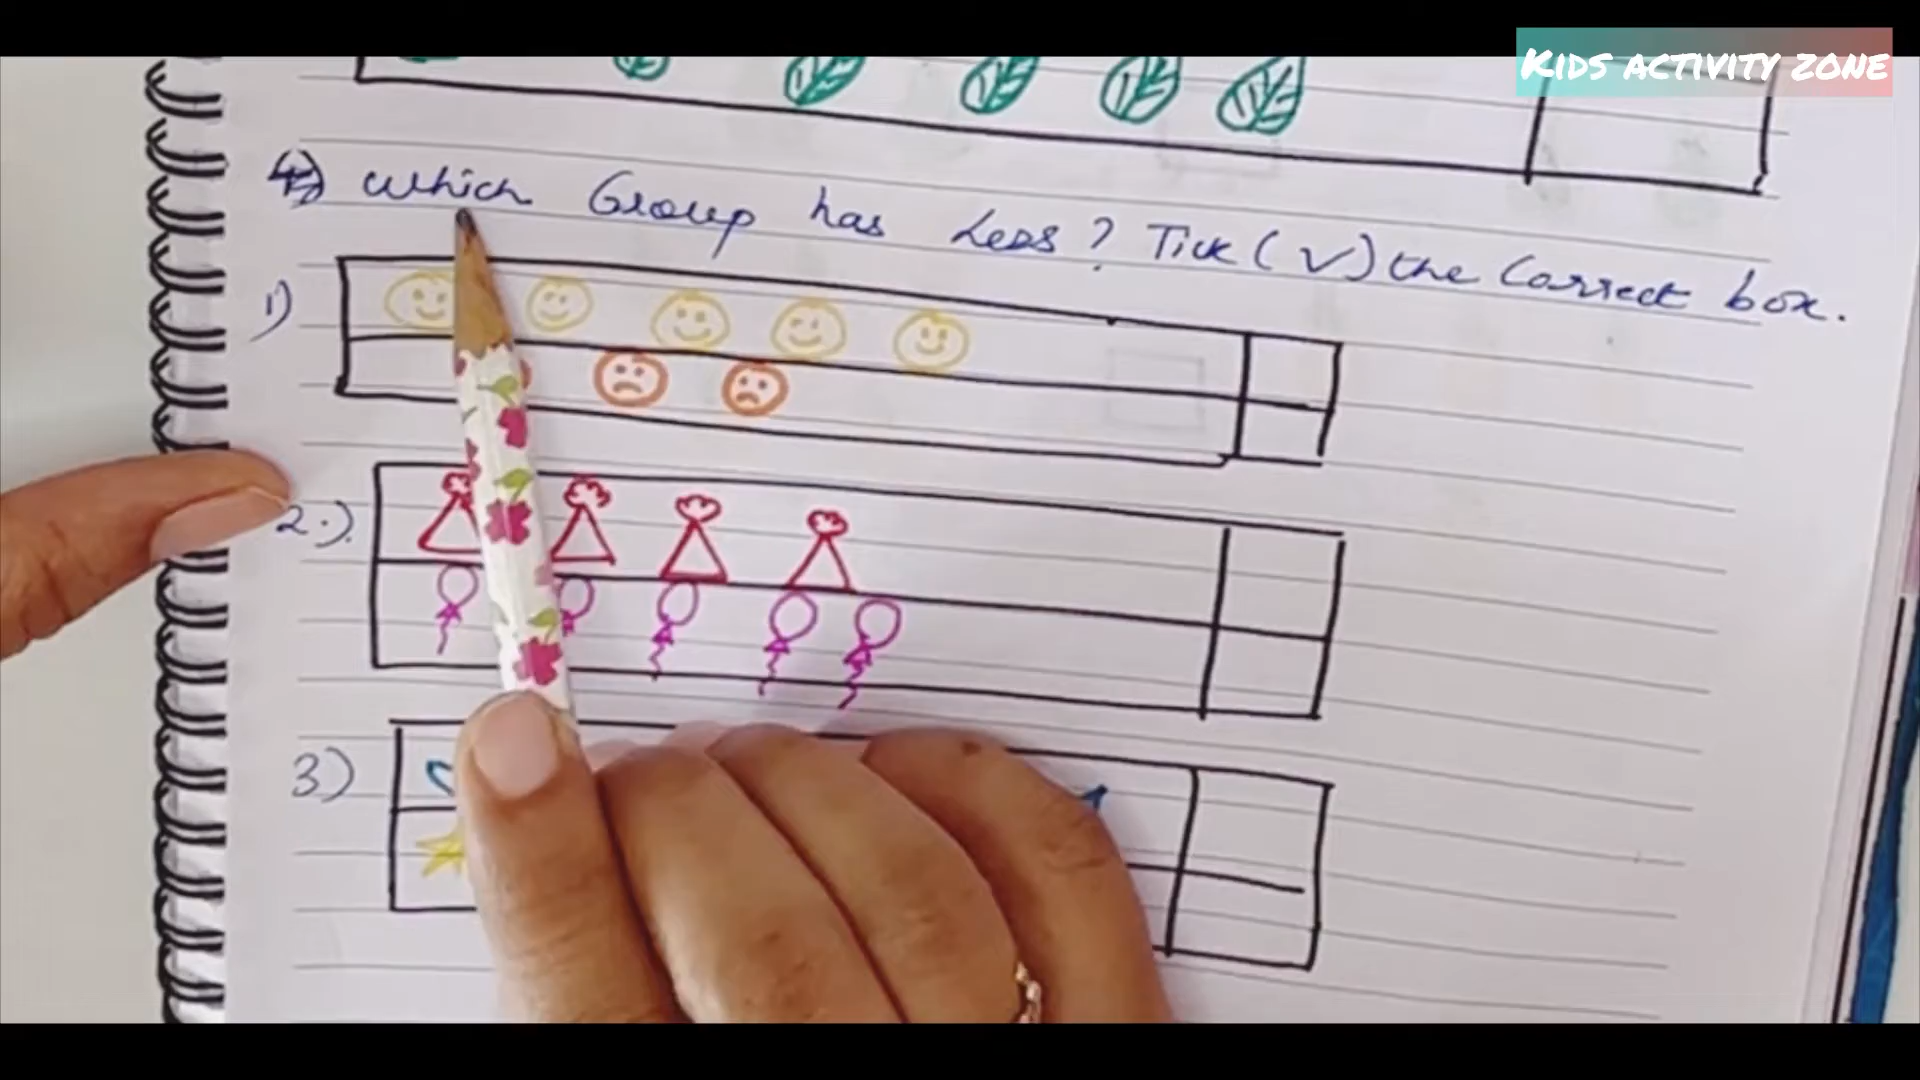 KIDS ACTIVITY ZONE
4) Which Group has Less? Tick (√) the Correct box.
1)
2.)
3)